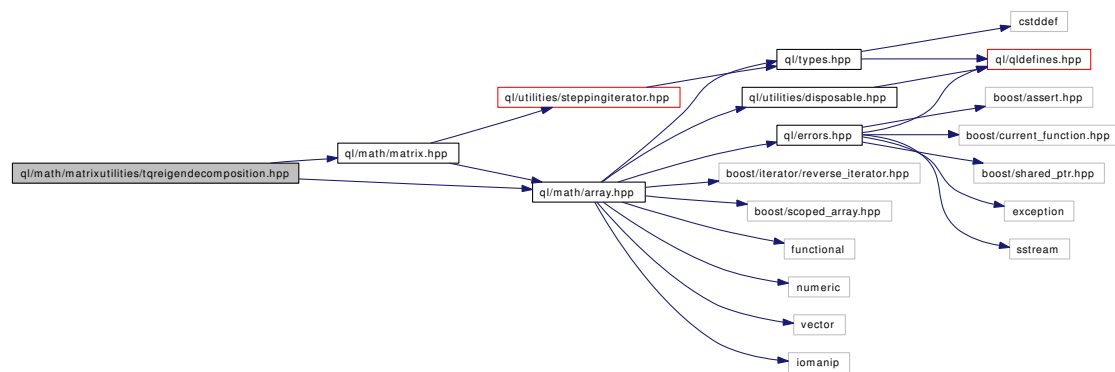 cstddef
ql/types.hpp
ql/qldefines.hpp
ql/utilities/steppingiterator.hpp
ql/utilities/disposable.hpp
boost/assert.hpp
ql/errors.hpp
boost/current_function.hpp
ql/math/matrix.hpp
ql/math/matrixutilities/tqreigendecomposition.hpp
boost/iterator/reverse_iterator.hpp
boost/shared_ptr.hpp
ql/math/array.hpp
boost/scoped_array.hpp
exception
functional
sstream
numeric
vector
iomanip